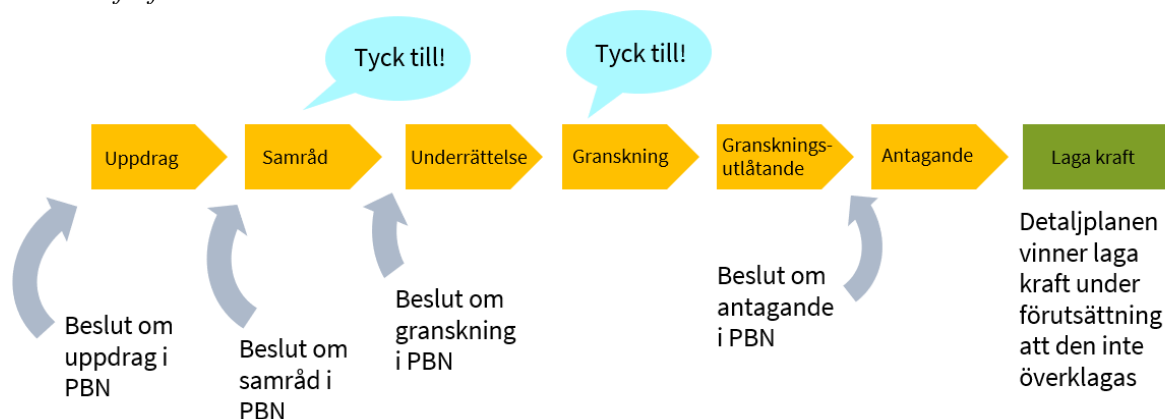 Tyck till!
Tyck till!
Uppdrag
Samråd
Underrättelse
Granskning
Gransknings-
utlåtande
Antagande
Laga kraft
Beslut om
uppdrag i
PBN
Beslut om
samråd i
PBN
Beslut om
granskning
i PBN
Beslut om
antagande
i PBN
Detaljplanen
vinner laga
kraft under
förutsättning
att den inte
överklagas